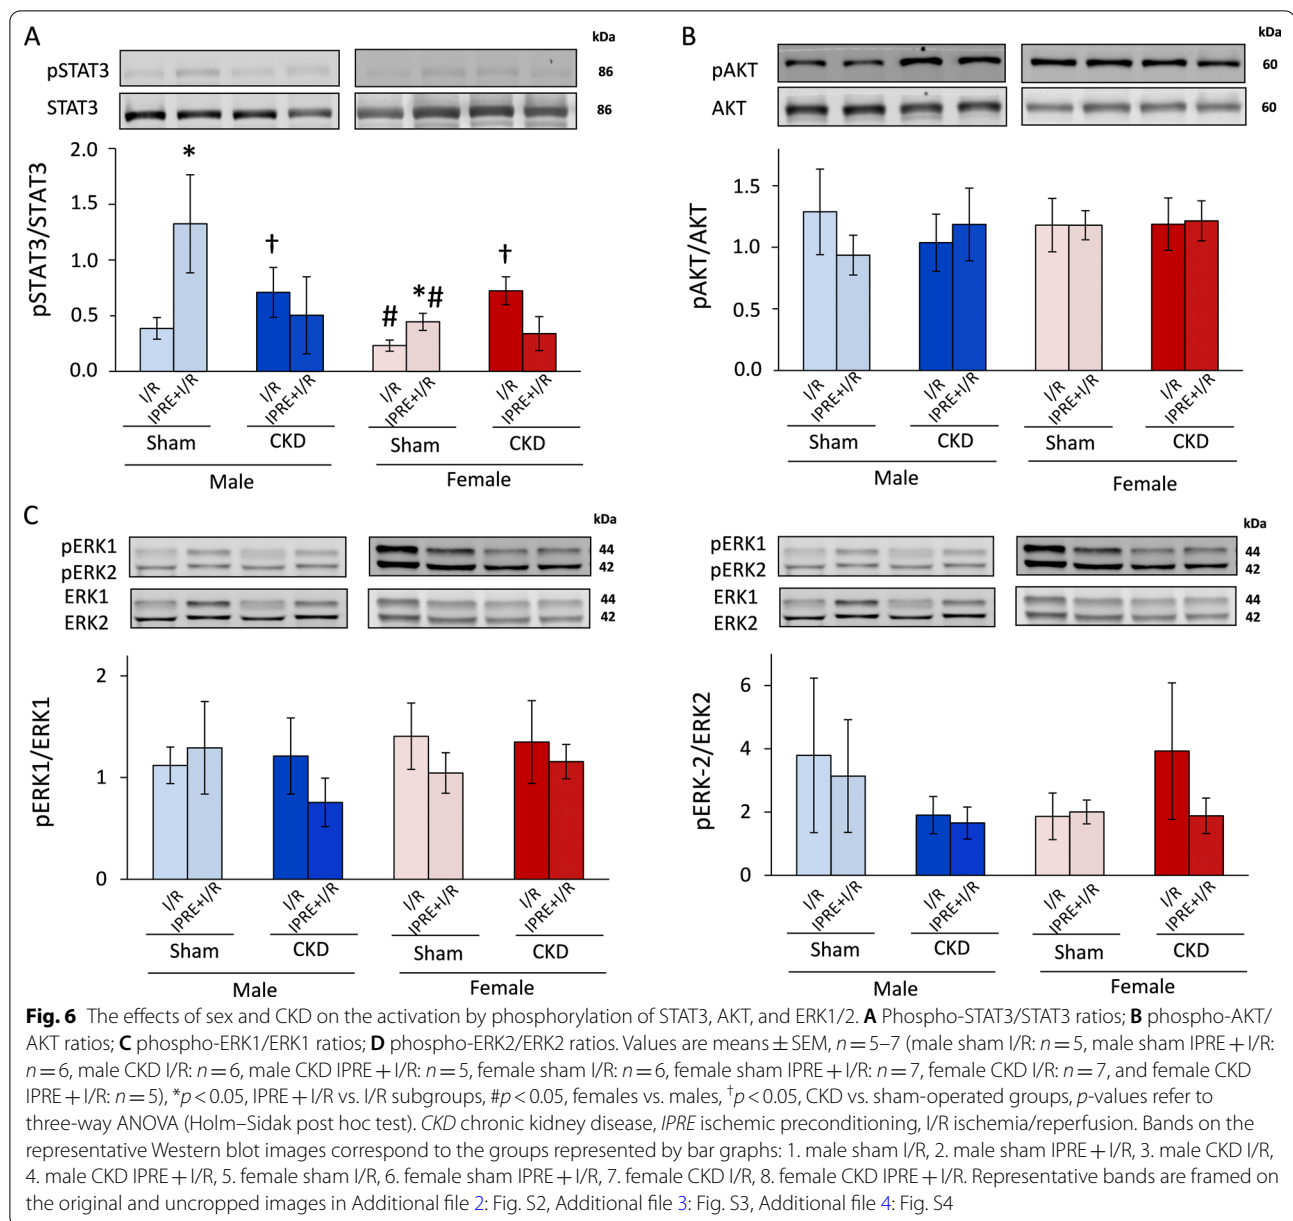 A
kDa
pSTAT3
86
STAT3
86
2.0
1.5
1.0
0.5
0.0
pSTAT3/STAT3
*
†
#
*#
†
I/R
IPRE+I/R
I/R
IPRE+I/R
I/R
IPRE+I/R
I/R
IPRE+I/R
Sham
CKD
Sham
CKD
Male
Female
B
kDa
pAKT
60
AKT
60
1.5
1.0
0.5
0.0
pAKT/AKT
I/R
IPRE+I/R
I/R
IPRE+I/R
I/R
IPRE+I/R
I/R
IPRE+I/R
Sham
CKD
Sham
CKD
Male
Female
C
kDa
pERK1
44
pERK2
42
ERK1
44
ERK2
42
2
1
0
pERK1/ERK1
I/R
IPRE+I/R
I/R
IPRE+I/R
I/R
IPRE+I/R
I/R
IPRE+I/R
Sham
CKD
Sham
CKD
Male
Female
kDa
pERK1
44
pERK2
42
ERK1
44
ERK2
42
6
4
2
0
pERK-2/ERK2
I/R
IPRE+I/R
I/R
IPRE+I/R
I/R
IPRE+I/R
I/R
IPRE+I/R
Sham
CKD
Sham
CKD
Male
Female
Fig. 6 The effects of sex and CKD on the activation by phosphorylation of STAT3, AKT, and ERK1/2. A Phospho-STAT3/STAT3 ratios; B phospho-AKT/
AKT ratios; C phospho-ERK1/ERK1 ratios; D phospho-ERK2/ERK2 ratios. Values are means ± SEM, n = 5–7 (male sham I/R: n = 5, male sham IPRE + I/R:
n = 6, male CKD I/R: n = 6, male CKD IPRE + I/R: n = 5, female sham I/R: n = 6, female sham IPRE + I/R: n = 7, female CKD I/R: n = 7, and female CKD
IPRE + I/R: n = 5), *p < 0.05, IPRE + I/R vs. I/R subgroups, #p < 0.05, females vs. males, †p < 0.05, CKD vs. sham-operated groups, p-values refer to
three-way ANOVA (Holm–Sidak post hoc test). CKD chronic kidney disease, IPRE ischemic preconditioning, I/R ischemia/reperfusion. Bands on the
representative Western blot images correspond to the groups represented by bar graphs: 1. male sham I/R, 2. male sham IPRE + I/R, 3. male CKD I/R,
4. male CKD IPRE + I/R, 5. female sham I/R, 6. female sham IPRE + I/R, 7. female CKD I/R, 8. female CKD IPRE + I/R. Representative bands are framed on
the original and uncropped images in Additional file 2: Fig. S2, Additional file 3: Fig. S3, Additional file 4: Fig. S4